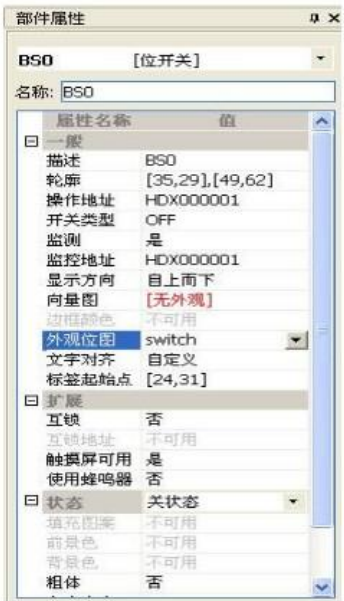 部件属性
BS0 [位开关]
名称: BS0
属性名称 值
一般
描述 BS0
轮廓 [35,29],[49,62]
操作地址 HDX000001
开关类型 OFF
监测 是
监控地址 HDX000001
显示方向 自上而下
向量图 [无外观]
边框颜色 不可用
外观位图 switch
文字对齐 自定义
标签起始点 [24,31]
扩展
互锁 否
互锁地址 不可用
触摸屏可用 是
使用蜂鸣器 否
状态 关状态
填充图案 不可用
前景色 不可用
背景色 不可用
粗体 否